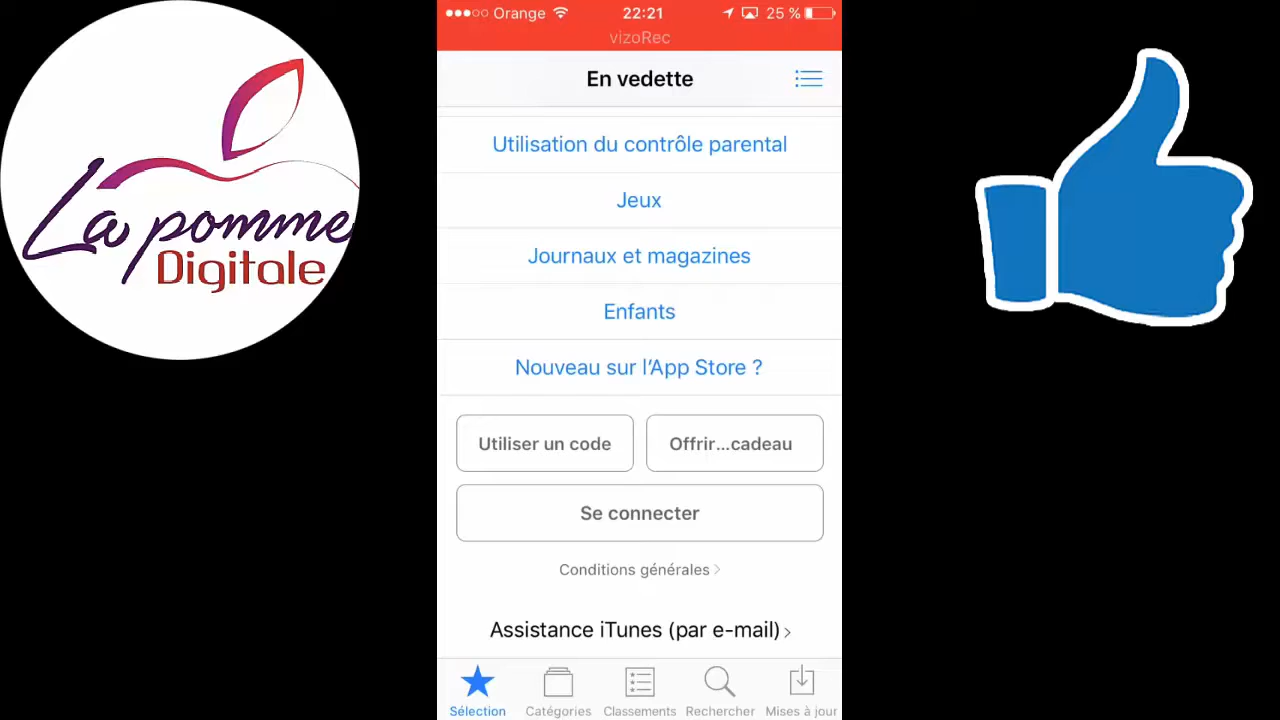 La pomme
Digitale
Orange 22:21 25 %
vizoRec
En vedette
Utilisation du contrôle parental
Jeux
Journaux et magazines
Enfants
Nouveau sur l’App Store ?
Utiliser un code
Offrir...cadeau
Se connecter
Conditions générales >
Assistance iTunes (par e-mail) >
Sélection Catégories Classements Rechercher Mises à jour